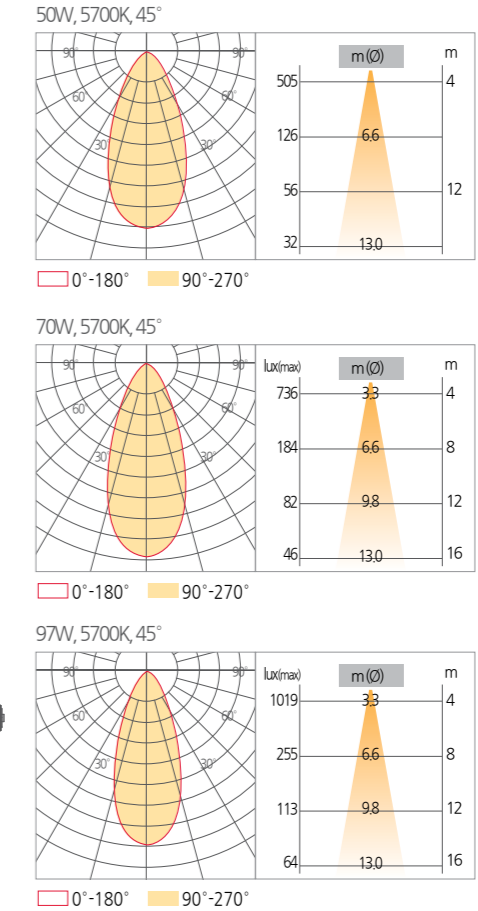 50W, 5700K, 45°
90° 90°
60° 60°
30° 30°
m(Ø) m
505 4
126 6.6
56 12
32 13.0
0°-180° 90°-270°
70W, 5700K, 45°
90° 90°
60° 60°
30° 30°
lux(max) m(Ø) m
736 3.3 4
184 6.6 8
82 9.8 12
46 13.0 16
0°-180° 90°-270°
97W, 5700K, 45°
90° 90°
60° 60°
30° 30°
lux(max) m(Ø) m
1019 3.3 4
255 6.6 8
113 9.8 12
64 13.0 16
0°-180° 90°-270°